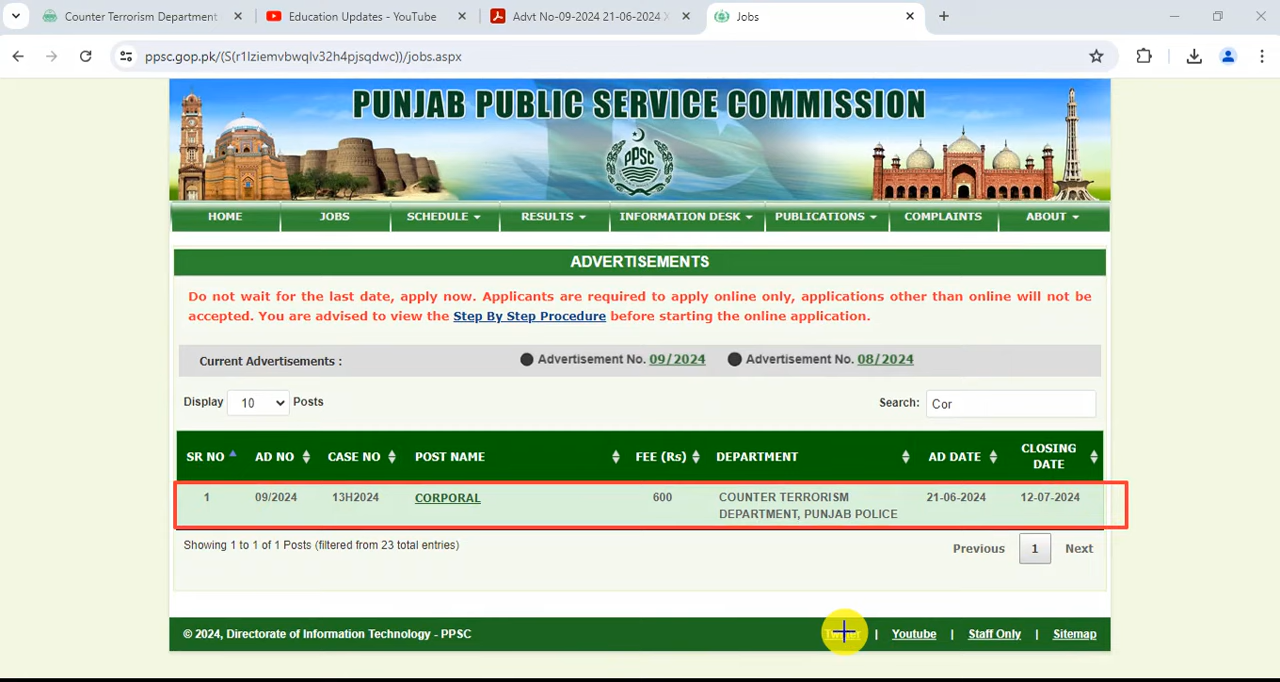 Counter Terrorism Department
Education Updates - YouTube
Advt No-09-2024 21-06-2024
Jobs
ppsc.gop.pk/(S(r1lziemvbwqlv32h4pjsqdwc))/jobs.aspx
PUNJAB PUBLIC SERVICE COMMISSION
PPSC
HOME
JOBS
SCHEDULE
RESULTS
INFORMATION DESK
PUBLICATIONS
COMPLAINTS
ABOUT
ADVERTISEMENTS
Do not wait for the last date, apply now. Applicants are required to apply online only, applications other than online will not be
accepted. You are advised to view the Step By Step Procedure before starting the online application.
Current Advertisements : Advertisement No. 09/2024 Advertisement No. 08/2024
Display 10 Posts Search: Cor
SR NO AD NO CASE NO POST NAME FEE (Rs) DEPARTMENT AD DATE CLOSING DATE
1 09/2024 13H2024 CORPORAL 600 COUNTER TERRORISM 21-06-2024 12-07-2024
DEPARTMENT, PUNJAB POLICE
Showing 1 to 1 of 1 Posts (filtered from 23 total entries) Previous 1 Next
© 2024, Directorate of Information Technology - PPSC Twitter | Youtube | Staff Only | Sitemap